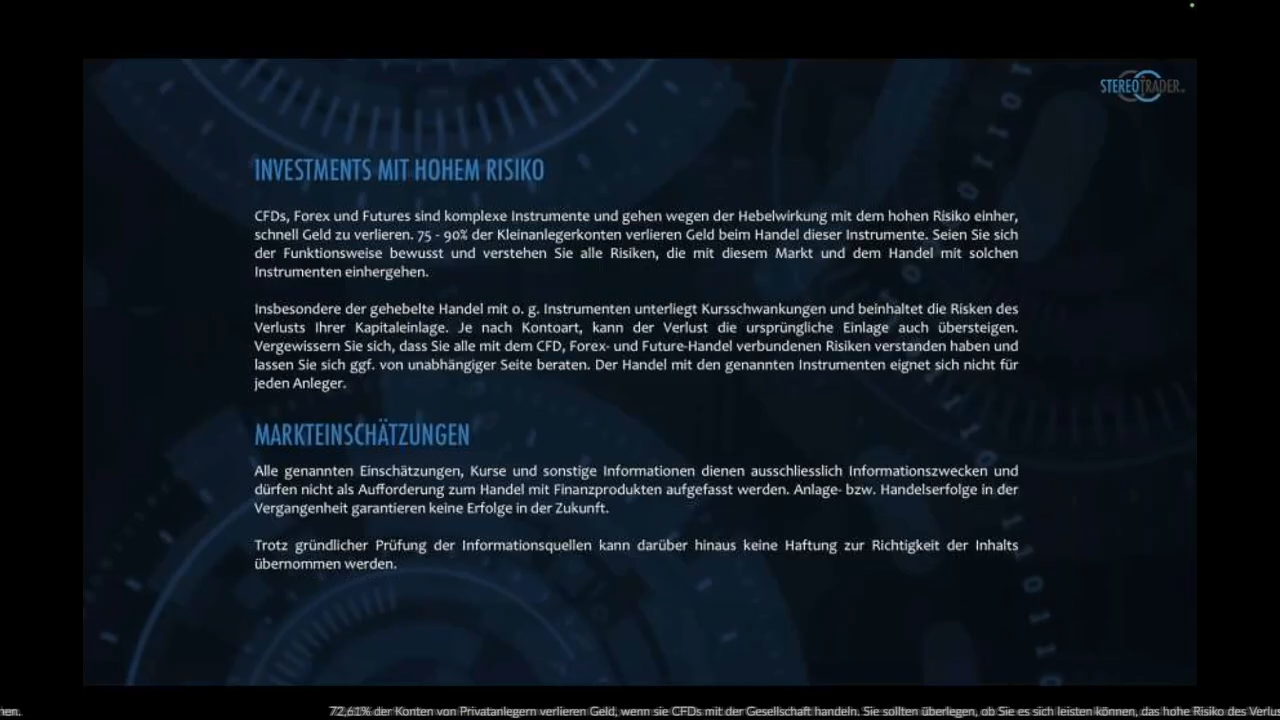 STEREOTRADER
INVESTMENTS MIT HOHEM RISIKO
CFDs, Forex und Futures sind komplexe Instrumente und gehen wegen der Hebelwirkung mit dem hohen Risiko einher,
schnell Geld zu verlieren. 75 - 90% der Kleinanlegerkonten verlieren Geld beim Handel dieser Instrumente. Seien Sie sich
der Funktionsweise bewusst und verstehen Sie alle Risiken, die mit diesem Markt und dem Handel mit solchen
Instrumenten einhergehen.
Insbesondere der gehebelte Handel mit o. g. Instrumenten unterliegt Kursschwankungen und beinhaltet die Risken des
Verlusts Ihrer Kapitaleinlage. Je nach Kontoart, kann der Verlust die ursprüngliche Einlage auch übersteigen.
Vergewissern Sie sich, dass Sie alle mit dem CFD, Forex- und Future-Handel verbundenen Risiken verstanden haben und
lassen Sie sich ggf. von unabhängiger Seite beraten. Der Handel mit den genannten Instrumenten eignet sich nicht für
jeden Anleger.
MARKTEINSCHÄTZUNGEN
Alle genannten Einschätzungen, Kurse und sonstige Informationen dienen ausschliesslich Informationszwecken und
dürfen nicht als Aufforderung zum Handel mit Finanzprodukten aufgefasst werden. Anlage- bzw. Handelserfolge in der
Vergangenheit garantieren keine Erfolge in der Zukunft.
Trotz gründlicher Prüfung der Informationsquellen kann darüber hinaus keine Haftung zur Richtigkeit der Inhalts
übernommen werden.
72,61% der Konten von Privatanlegern verlieren Geld, wenn sie CFDs mit der Gesellschaft handeln. Sie sollten überlegen, ob Sie es sich leisten können, das hohe Risiko des